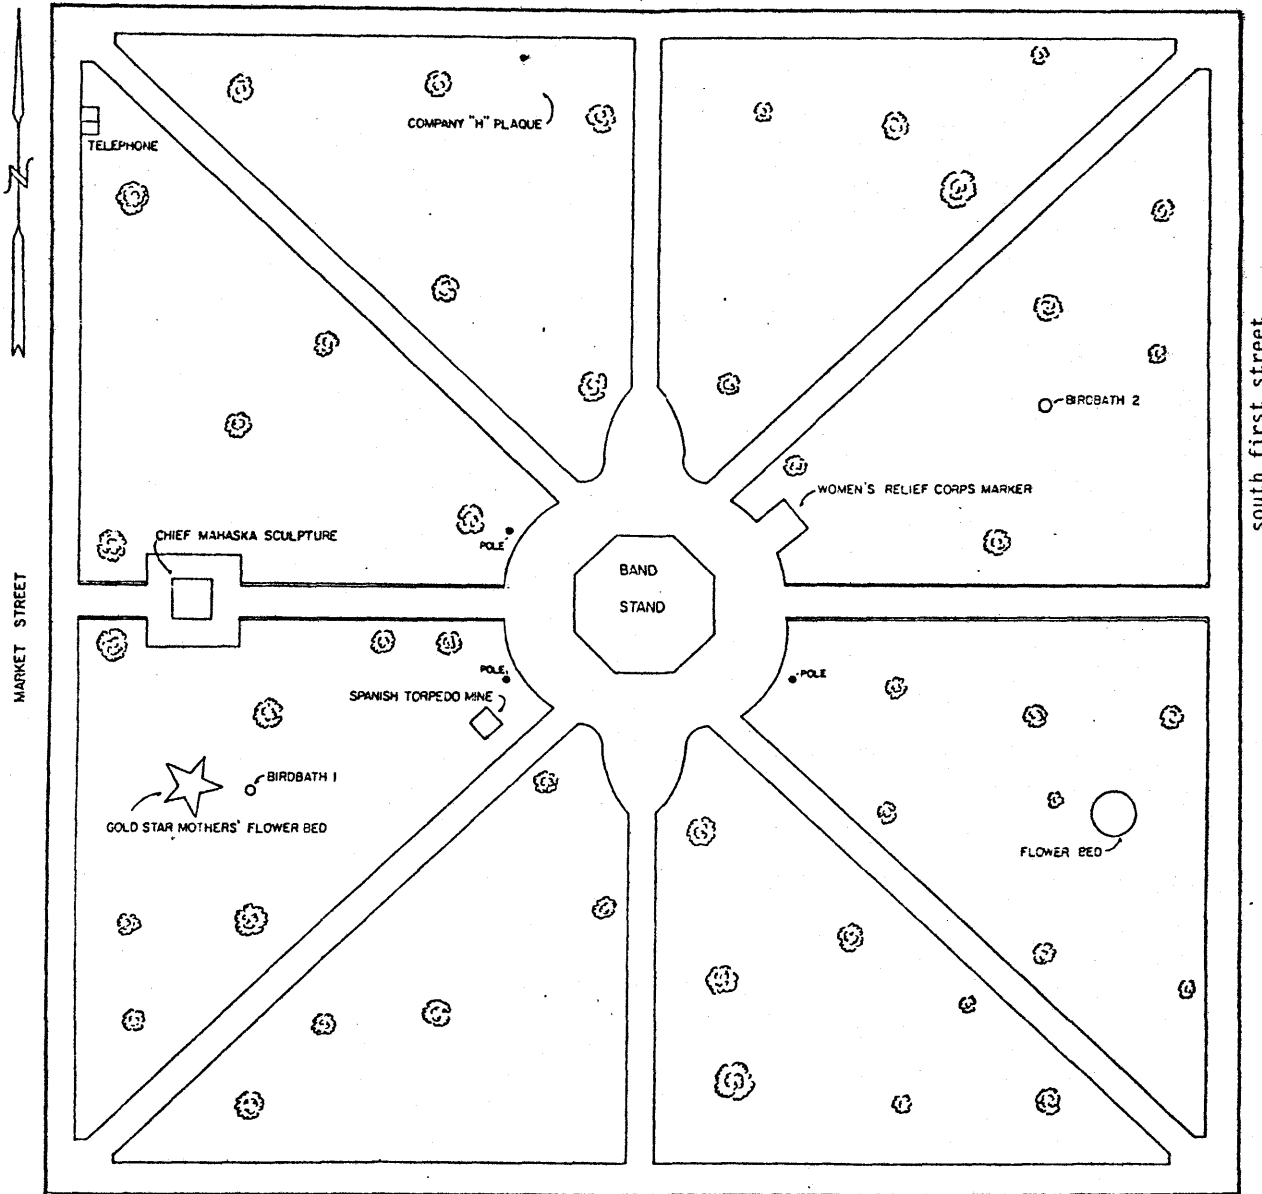 N
COMPANY "H" PLAQUE
TELEPHONE
BIRDBATH 2
WOMEN'S RELIEF CORPS MARKER
CHIEF MAHASKA SCULPTURE
POLE
BAND
STAND
south first street
MARKET STREET
POLE
POLE
SPANISH TORPEDO MINE
BIRDBATH 1
GOLD STAR MOTHERS' FLOWER BED
FLOWER BED